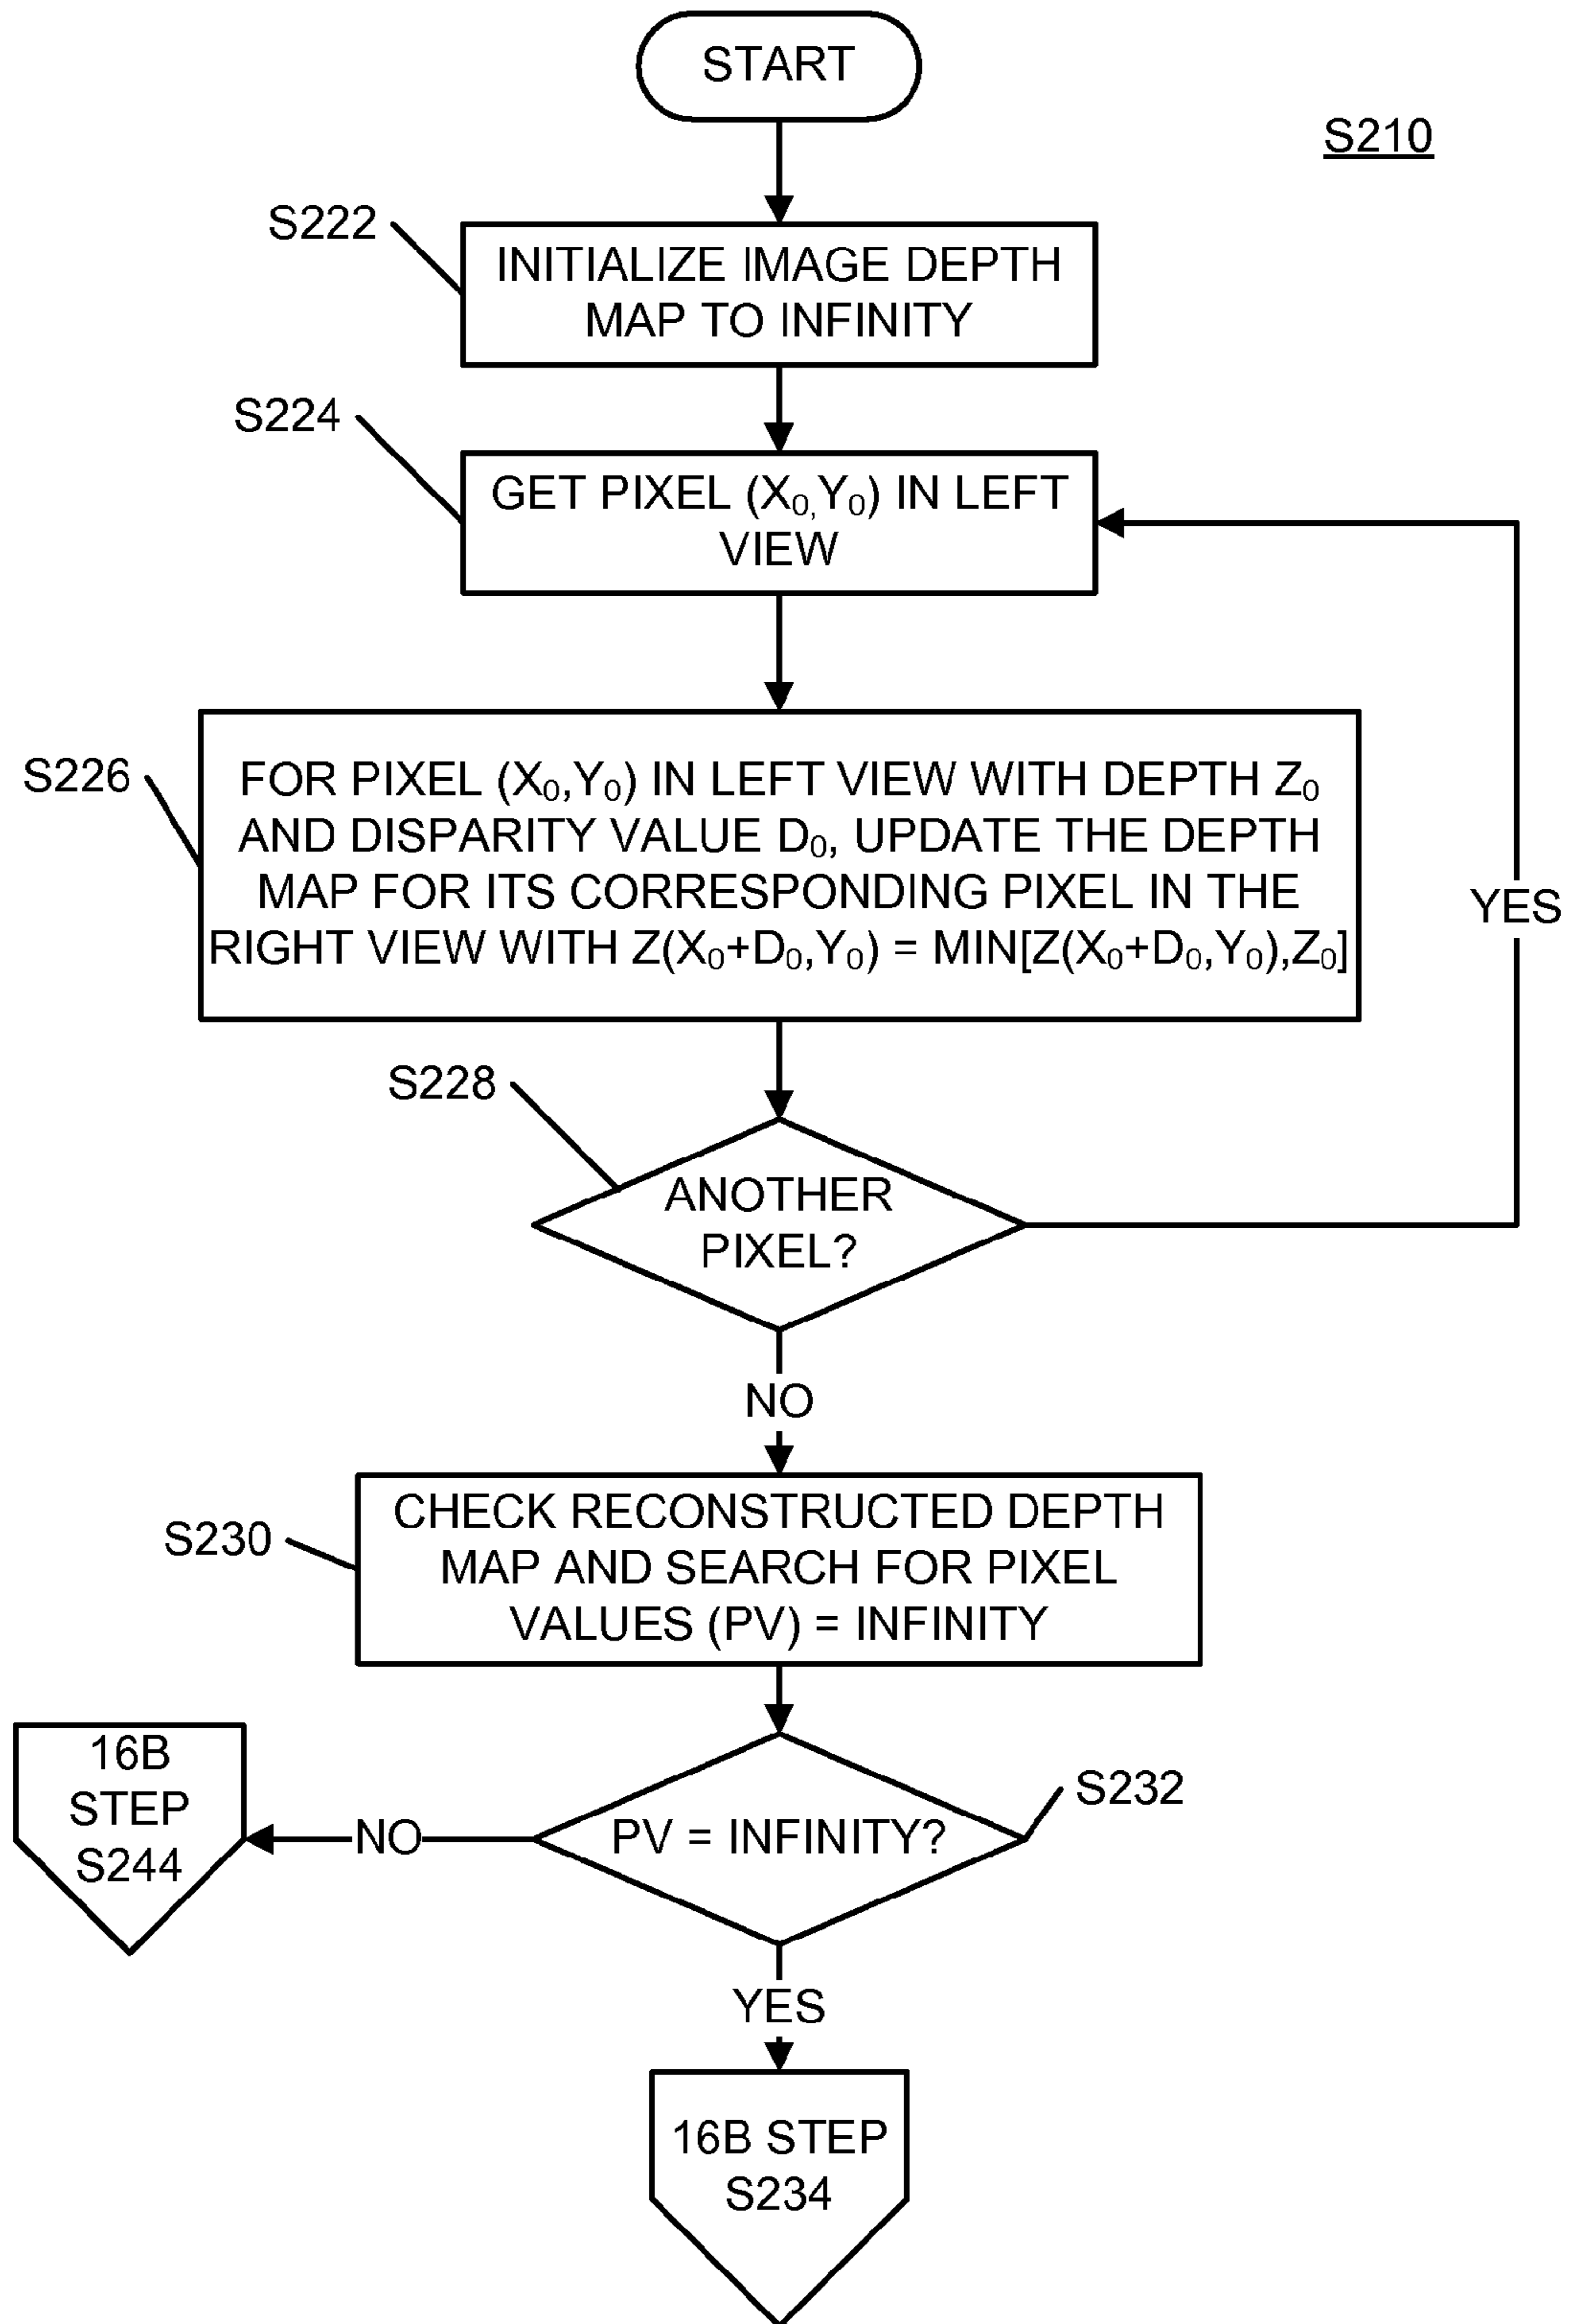 START
S210
S222
INITIALIZE IMAGE DEPTH
MAP TO INFINITY
S224
GET PIXEL (X₀,Y₀) IN LEFT
VIEW
S226
FOR PIXEL (X₀,Y₀) IN LEFT VIEW WITH DEPTH Z₀
AND DISPARITY VALUE D₀, UPDATE THE DEPTH
MAP FOR ITS CORRESPONDING PIXEL IN THE
RIGHT VIEW WITH Z(X₀+D₀,Y₀) = MIN[Z(X₀+D₀,Y₀),Z₀]
YES
S228
ANOTHER
PIXEL?
NO
S230
CHECK RECONSTRUCTED DEPTH
MAP AND SEARCH FOR PIXEL
VALUES (PV) = INFINITY
16B
STEP
S244
NO
PV = INFINITY?
S232
YES
16B STEP
S234